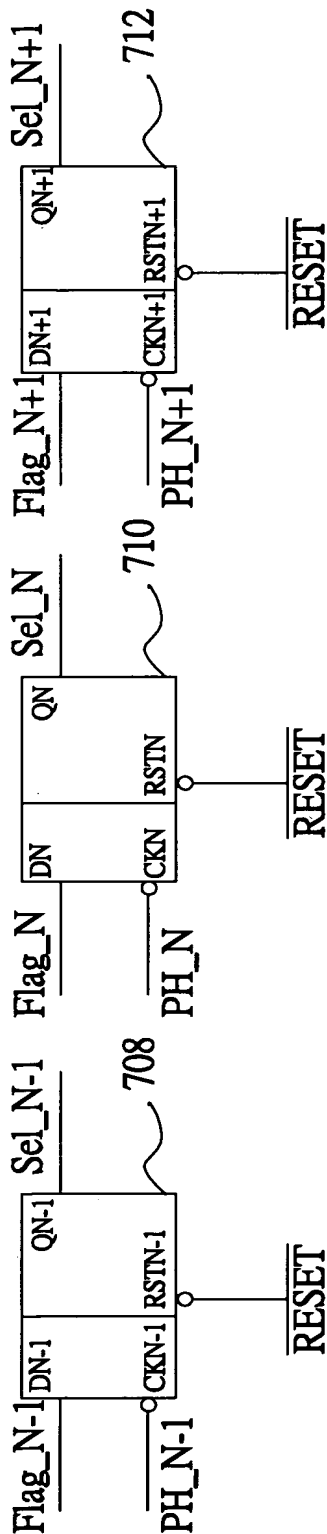 Flag_N-1
DN-1
QN-1
Sel_N-1
PH_N-1
CKN-1
RSTN-1
708
RESET
Flag_N
DN
QN
Sel_N
PH_N
CKN
RSTN
710
RESET
Flag_N+1
DN+1
QN+1
Sel_N+1
PH_N+1
CKN+1
RSTN+1
712
RESET